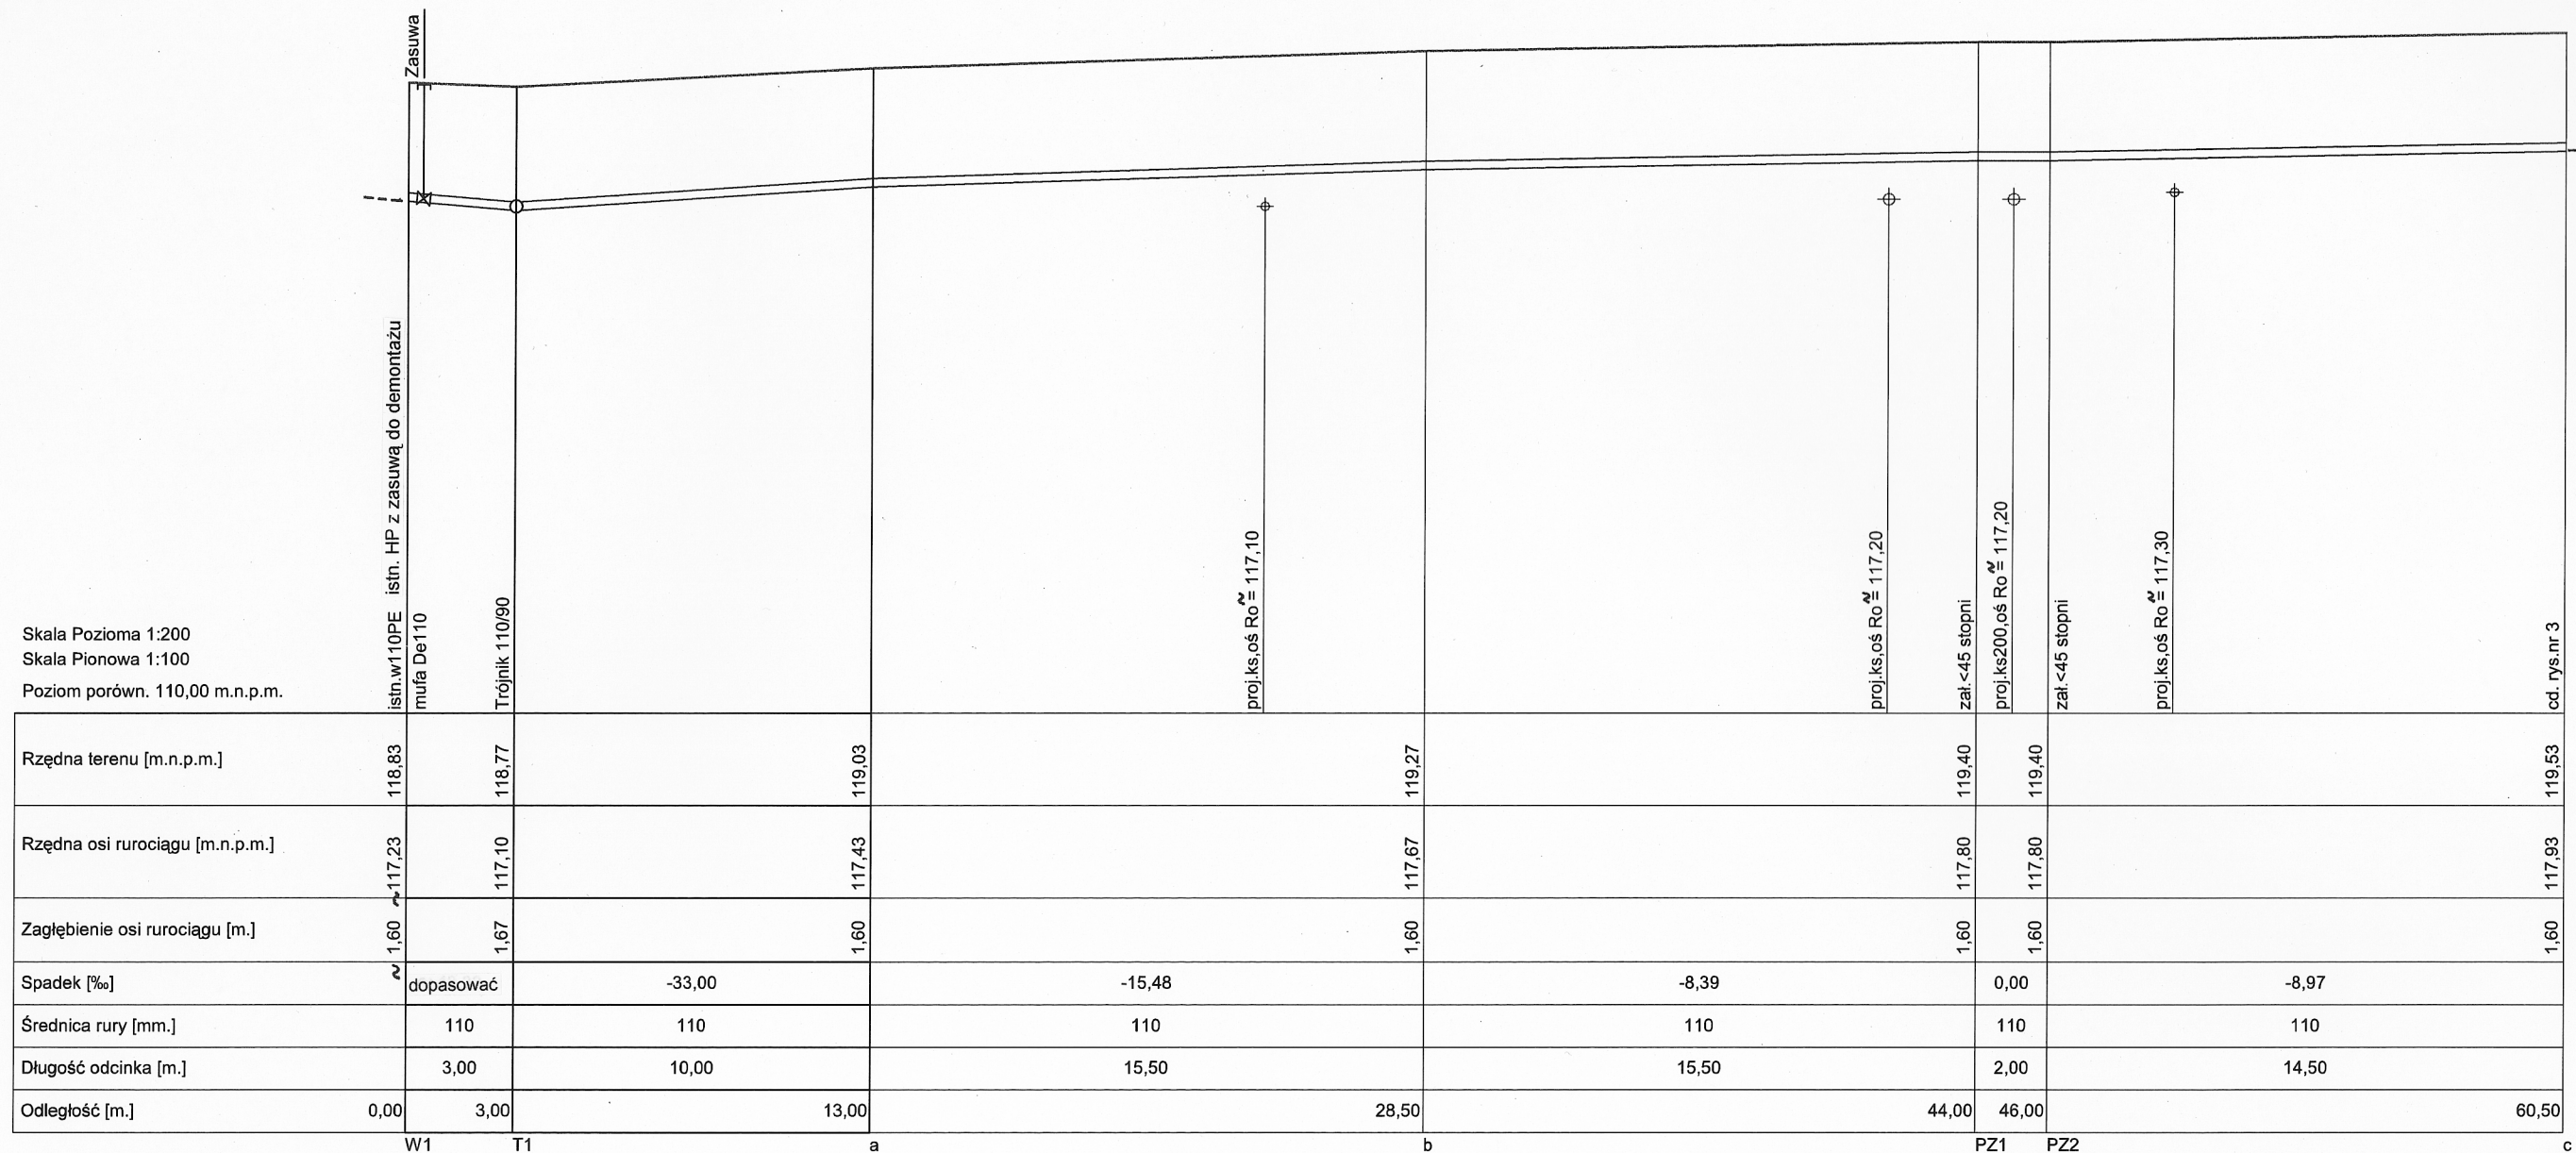 Zasuwa
istn.w110PE istn. HP z zasuwą do demontażu
mufa De110
Trójnik 110/90
proj.ks,oś Ro ≈ 117,10
proj.ks,oś Ro ≈ 117,20
zał.<45 stopni
proj.ks200,oś Ro ≈ 117,20
zał.<45 stopni
proj.ks,oś Ro ≈ 117,30
cd. rys.nr 3
Skala Pozioma 1:200
Skala Pionowa 1:100
Poziom porówn. 110,00 m.n.p.m.
Rzędna terenu [m.n.p.m.] 118,83 118,77 119,03 119,27 119,40 119,40 119,53
Rzędna osi rurociągu [m.n.p.m.] ~117,23 117,10 117,43 117,67 117,80 117,80 117,93
Zagłębienie osi rurociągu [m.] ~1,60 1,67 1,60 1,60 1,60 1,60 1,60
Spadek [‰] dopasować -33,00 -15,48 -8,39 0,00 -8,97
Średnica rury [mm.] 110 110 110 110 110 110
Długość odcinka [m.] 3,00 10,00 15,50 15,50 2,00 14,50
Odległość [m.] 0,00 3,00 13,00 28,50 44,00 46,00 60,50
W1 T1 a b PZ1 PZ2 c